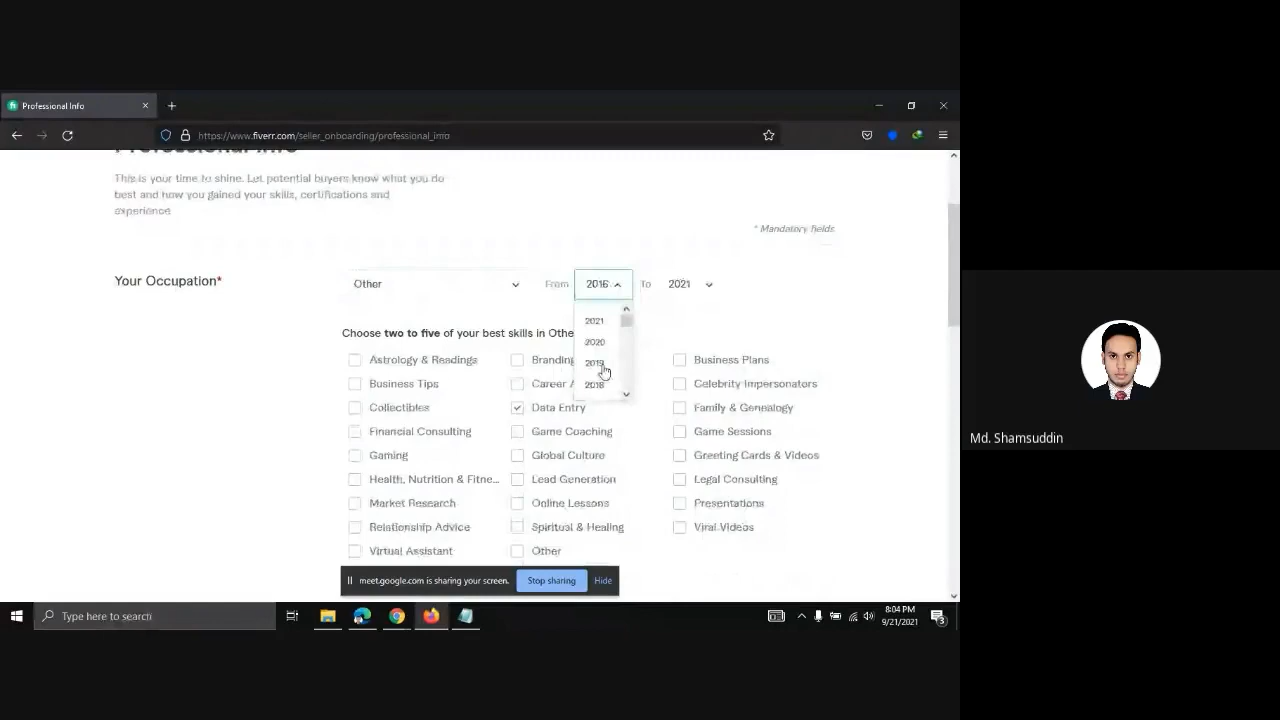 Professional Info
https://www.fiverr.com/seller_onboarding/professional_info
Professional Info
This is your time to shine. Let potential buyers know what you do
best and how you gained your skills, certifications and
experience
* Mandatory fields
Your Occupation*
Other
From
2016
To
2021
2021
2020
2019
2018
Choose two to five of your best skills in Othe
Astrology & Readings
Branding
Business Plans
Business Tips
Career A
Celebrity Impersonators
Collectibles
Data Entry
Family & Genealogy
Financial Consulting
Game Coaching
Game Sessions
Gaming
Global Culture
Greeting Cards & Videos
Health, Nutrition & Fitne...
Lead Generation
Legal Consulting
Market Research
Online Lessons
Presentations
Relationship Advice
Spiritual & Healing
Viral Videos
Virtual Assistant
Other
meet.google.com is sharing your screen.
Stop sharing
Hide
Type here to search
8:04 PM
9/21/2021
3
Md. Shamsuddin